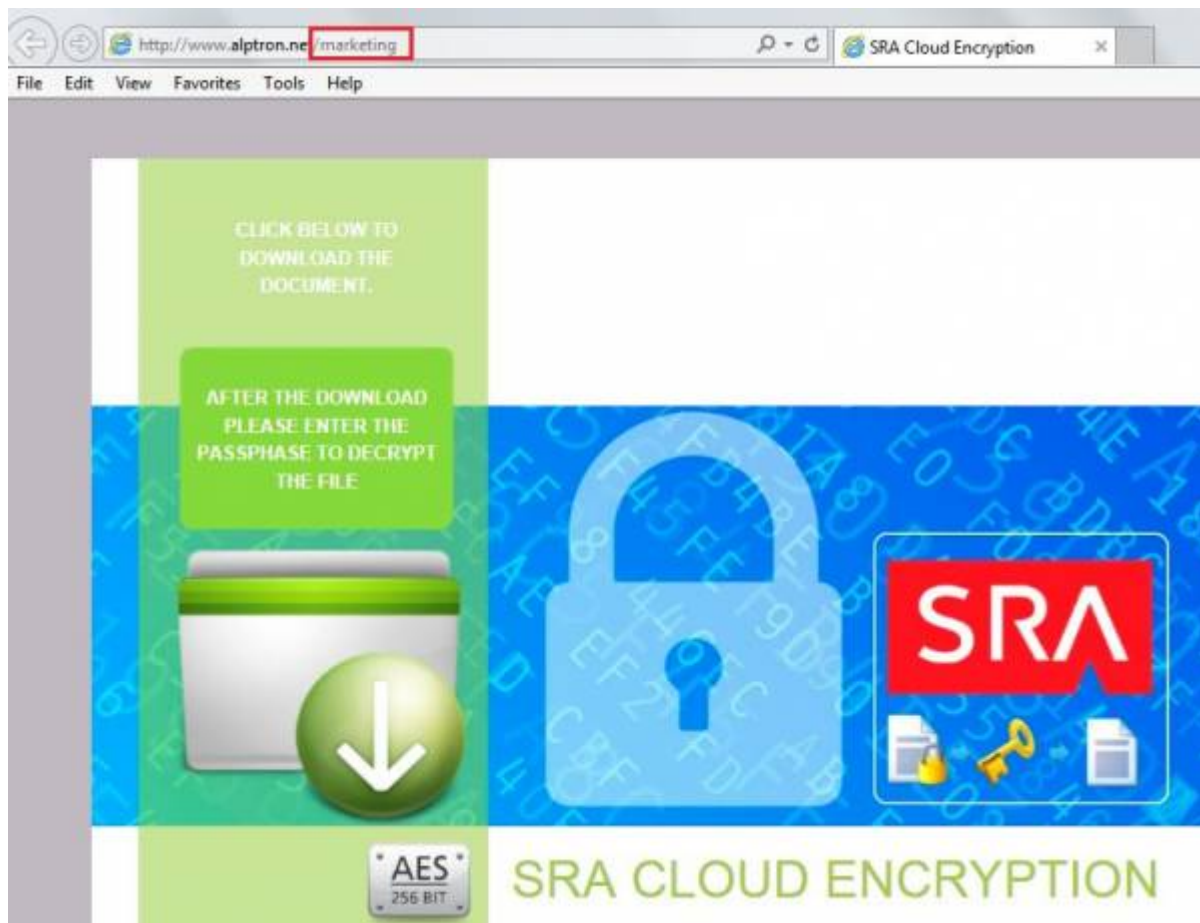 http://www.alptron.ne/marketing
SRA Cloud Encryption
File Edit View Favorites Tools Help
CLICK BELOW TO
DOWNLOAD THE
DOCUMENT.
AFTER THE DOWNLOAD
PLEASE ENTER THE
PASSPHASE TO DECRYPT
THE FILE
SRA
AES
256 BIT
SRA CLOUD ENCRYPTION